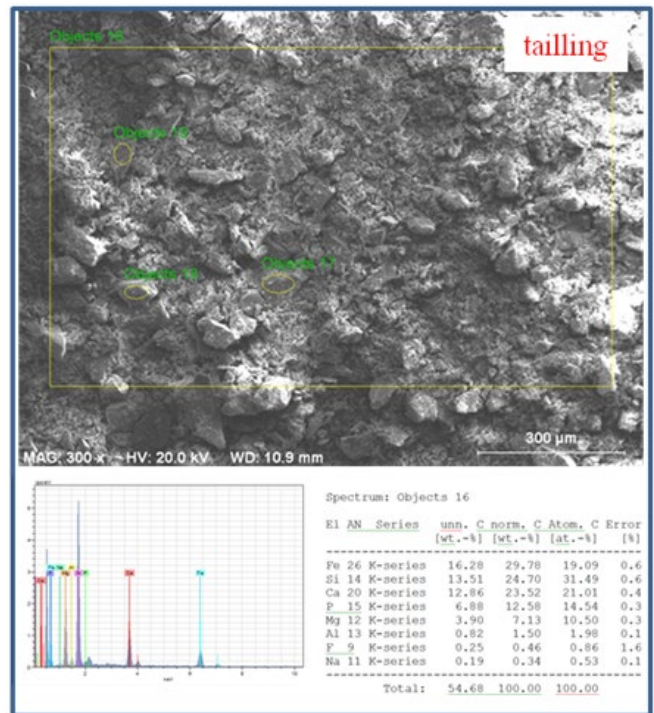 tailling
Objects 17
MAG: 300 x HV: 20.0 kV WD: 10.9 mm
300 µm
Spectrum: Objects 16
El AN Series unn. C norm. C Atom. C Error
[wt.-%] [wt.-%] [at.-%] [%]
Fe 26 K-series 16.28 29.78 19.09 0.6
Si 14 K-series 13.51 24.70 31.49 0.6
Ca 20 K-series 12.86 23.52 21.01 0.4
P 15 K-series 6.88 12.58 14.54 0.3
Mg 12 K-series 3.90 7.13 10.50 0.3
Al 13 K-series 0.82 1.50 1.98 0.1
F 9 K-series 0.25 0.46 0.86 1.6
Na 11 K-series 0.19 0.34 0.53 0.1
Total: 54.68 100.00 100.00